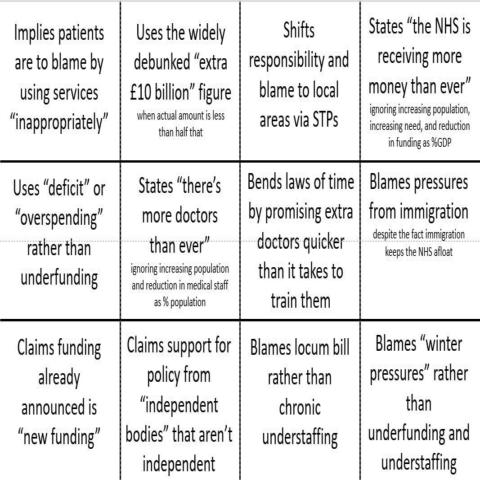 Implies patients
are to blame by
using services
“inappropriately”
Uses the widely
debunked “extra
£10 billion” figure
when actual amount is less
than half that
Shifts
responsibility and
blame to local
areas via STPs
States “the NHS is
receiving more
money than ever”
ignoring increasing population,
increasing need, and reduction
in funding as %GDP
Uses “deficit” or
“overspending”
rather than
underfunding
States “there’s
more doctors
than ever”
ignoring increasing population
and reduction in medical staff
as % population
Bends laws of time
by promising extra
doctors quicker
than it takes to
train them
Blames pressures
from immigration
despite the fact immigration
keeps the NHS afloat
Claims funding
already
announced is
“new funding”
Claims support for
policy from
“independent
bodies” that aren’t
independent
Blames locum bill
rather than
chronic
understaffing
Blames “winter
pressures” rather
than
underfunding and
understaffing